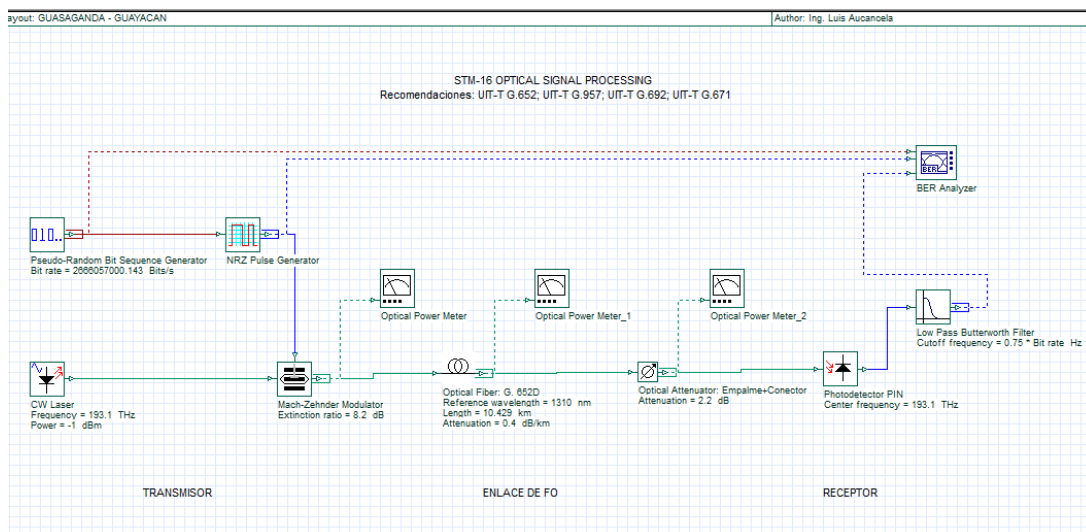 ayout: GUASAGANDA - GUAYACAN
Author: Ing. Luis Aucancela
STM-16 OPTICAL SIGNAL PROCESSING
Recomendaciones: UIT-T G.652; UIT-T G.957; UIT-T G.692; UIT-T G.671
BER
BER Analyzer
010..
Pseudo-Random Bit Sequence Generator
Bit rate = 2666057000.143 Bits/s
NRZ Pulse Generator
Optical Power Meter
Optical Power Meter_1
Optical Power Meter_2
Low Pass Butterworth Filter
Cutoff frequency = 0.75 * Bit rate Hz
CW Laser
Frequency = 193.1 THz
Power = -1 dBm
Mach-Zehnder Modulator
Extinction ratio = 8.2 dB
Optical Fiber: G. 652D
Reference wavelength = 1310 nm
Length = 10.429 km
Attenuation = 0.4 dB/km
Optical Attenuator: Empalme+Conector
Attenuation = 2.2 dB
Photodetector PIN
Center frequency = 193.1 THz
TRANSMISOR
ENLACE DE FO
RECEPTOR